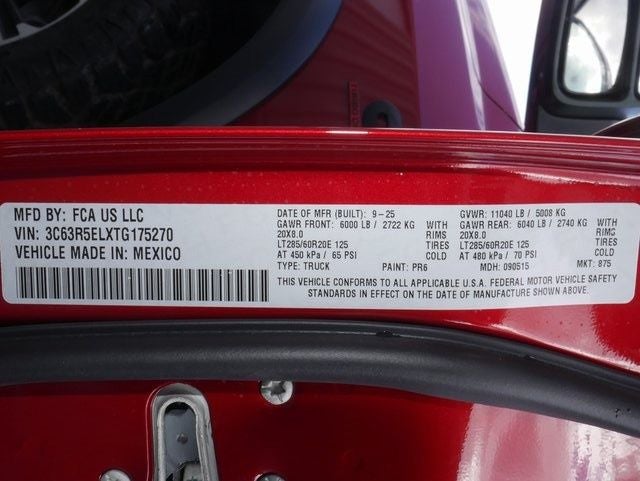 MFD BY: FCA US LLC
VIN: 3C63R5ELXTG175270
VEHICLE MADE IN: MEXICO
DATE OF MFR (BUILT): 9-25
GAWR FRONT: 6000 LB / 2722 KG WITH
20X8.0 RIMS
LT285/60R20E 125 TIRES
AT 450 kPa / 65 PSI COLD
TYPE: TRUCK PAINT: PR6
GVWR: 11040 LB / 5008 KG
GAWR REAR: 6040 LB / 2740 KG WITH
20X8.0 RIMS
LT285/60R20E 125 TIRES
AT 480 kPa / 70 PSI COLD
MDH: 090515 MKT: 875
THIS VEHICLE CONFORMS TO ALL APPLICABLE U.S.A. FEDERAL MOTOR VEHICLE SAFETY
STANDARDS IN EFFECT ON THE DATE OF MANUFACTURE SHOWN ABOVE.